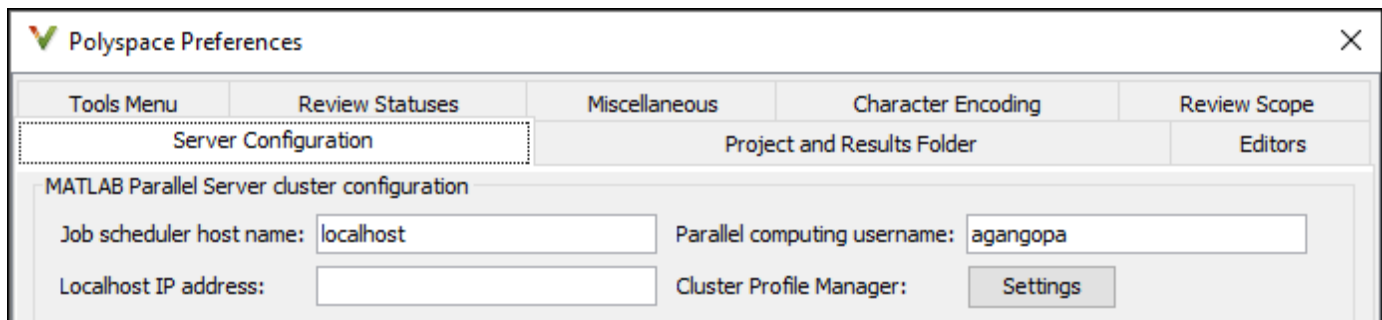 Polyspace Preferences
Tools Menu Review Statuses Miscellaneous Character Encoding Review Scope
Server Configuration Project and Results Folder Editors
MATLAB Parallel Server cluster configuration
Job scheduler host name: localhost Parallel computing username: agangopa
Localhost IP address: Cluster Profile Manager: Settings